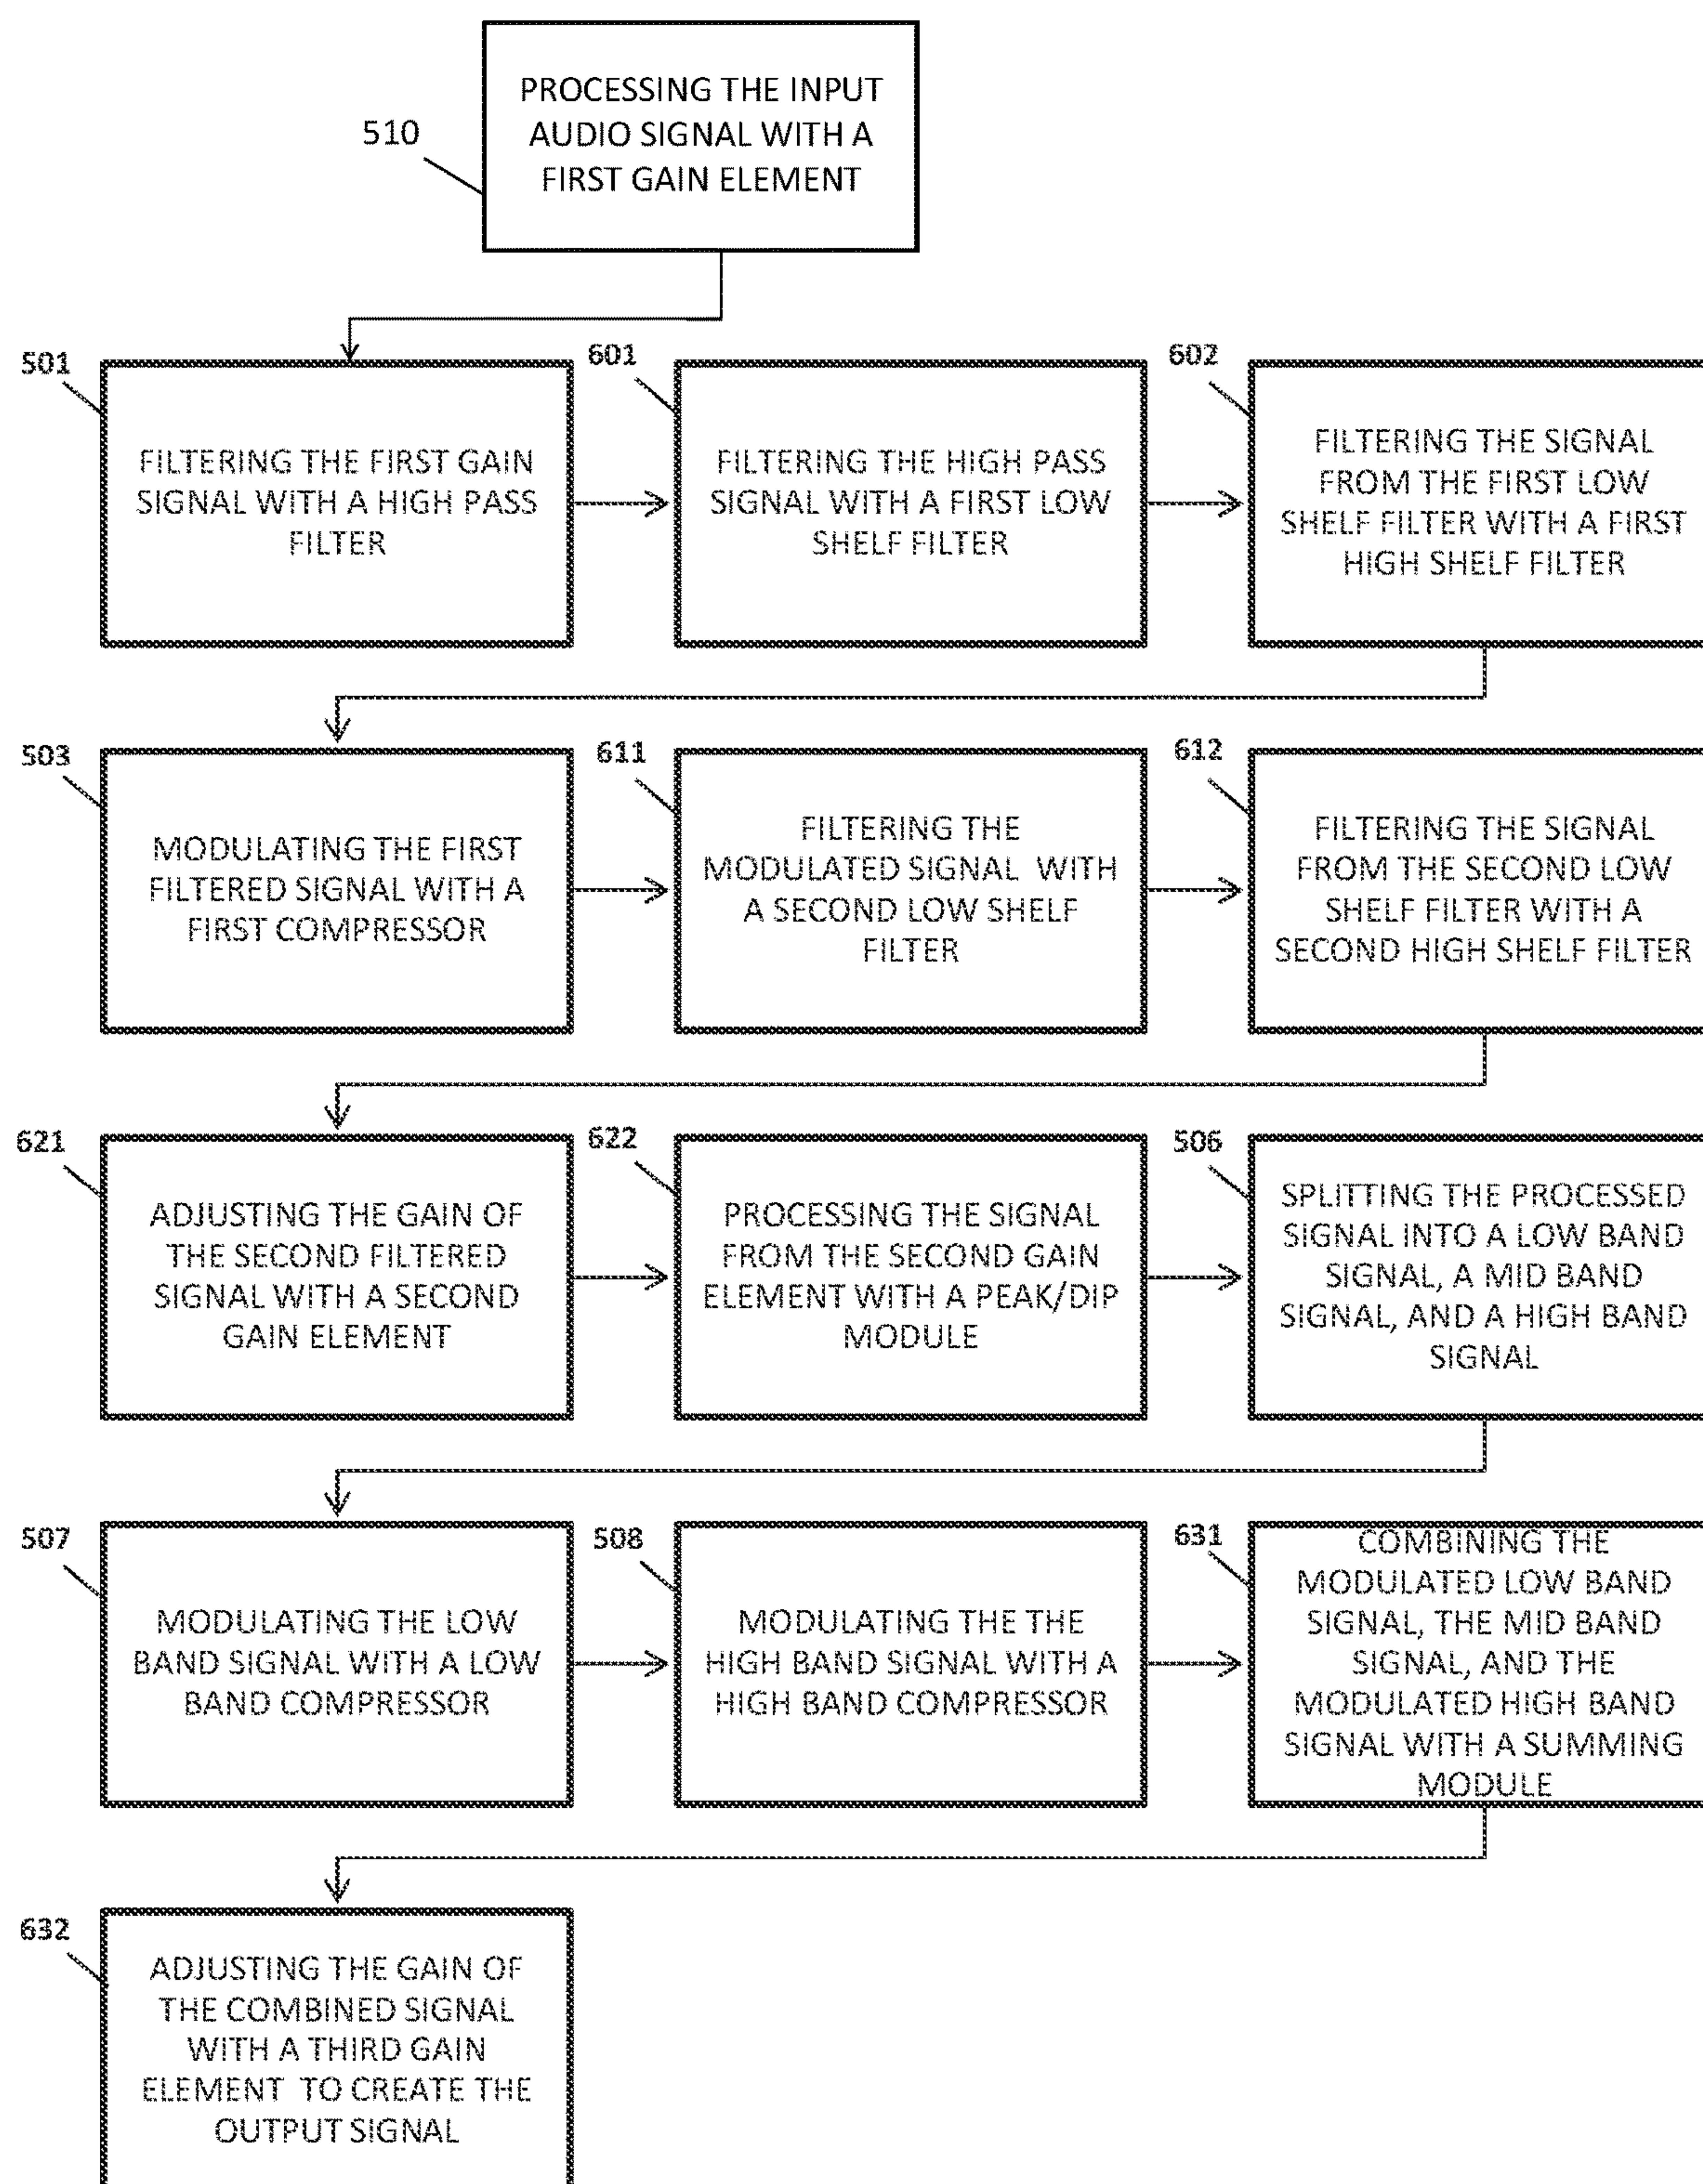 PROCESSING THE INPUT
AUDIO SIGNAL WITH A
FIRST GAIN ELEMENT
510
501
FILTERING THE FIRST GAIN
SIGNAL WITH A HIGH PASS
FILTER
601
FILTERING THE HIGH PASS
SIGNAL WITH A FIRST LOW
SHELF FILTER
602
FILTERING THE SIGNAL
FROM THE FIRST LOW
SHELF FILTER WITH A FIRST
HIGH SHELF FILTER
503
MODULATING THE FIRST
FILTERED SIGNAL WITH A
FIRST COMPRESSOR
611
FILTERING THE
MODULATED SIGNAL WITH
A SECOND LOW SHELF
FILTER
612
FILTERING THE SIGNAL
FROM THE SECOND LOW
SHELF FILTER WITH A
SECOND HIGH SHELF FILTER
621
ADJUSTING THE GAIN OF
THE SECOND FILTERED
SIGNAL WITH A SECOND
GAIN ELEMENT
622
PROCESSING THE SIGNAL
FROM THE SECOND GAIN
ELEMENT WITH A PEAK/DIP
MODULE
506
SPLITTING THE PROCESSED
SIGNAL INTO A LOW BAND
SIGNAL, A MID BAND
SIGNAL, AND A HIGH BAND
SIGNAL
507
MODULATING THE LOW
BAND SIGNAL WITH A LOW
BAND COMPRESSOR
508
MODULATING THE THE
HIGH BAND SIGNAL WITH A
HIGH BAND COMPRESSOR
631
COMBINING THE
MODULATED LOW BAND
SIGNAL, THE MID BAND
SIGNAL, AND THE
MODULATED HIGH BAND
SIGNAL WITH A SUMMING
MODULE
632
ADJUSTING THE GAIN OF
THE COMBINED SIGNAL
WITH A THIRD GAIN
ELEMENT TO CREATE THE
OUTPUT SIGNAL